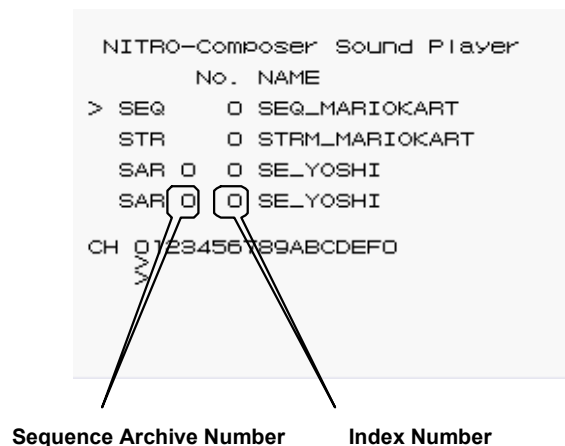 NITRO-Composer Sound Player
No. NAME
> SEQ 0 SEQ_MARIOKART
STR 0 STRM_MARIOKART
SAR 0 0 SE_YOSHI
SAR 0 0 SE_YOSHI
CH 0123456789ABCDEF0
>
>
Sequence Archive Number Index Number